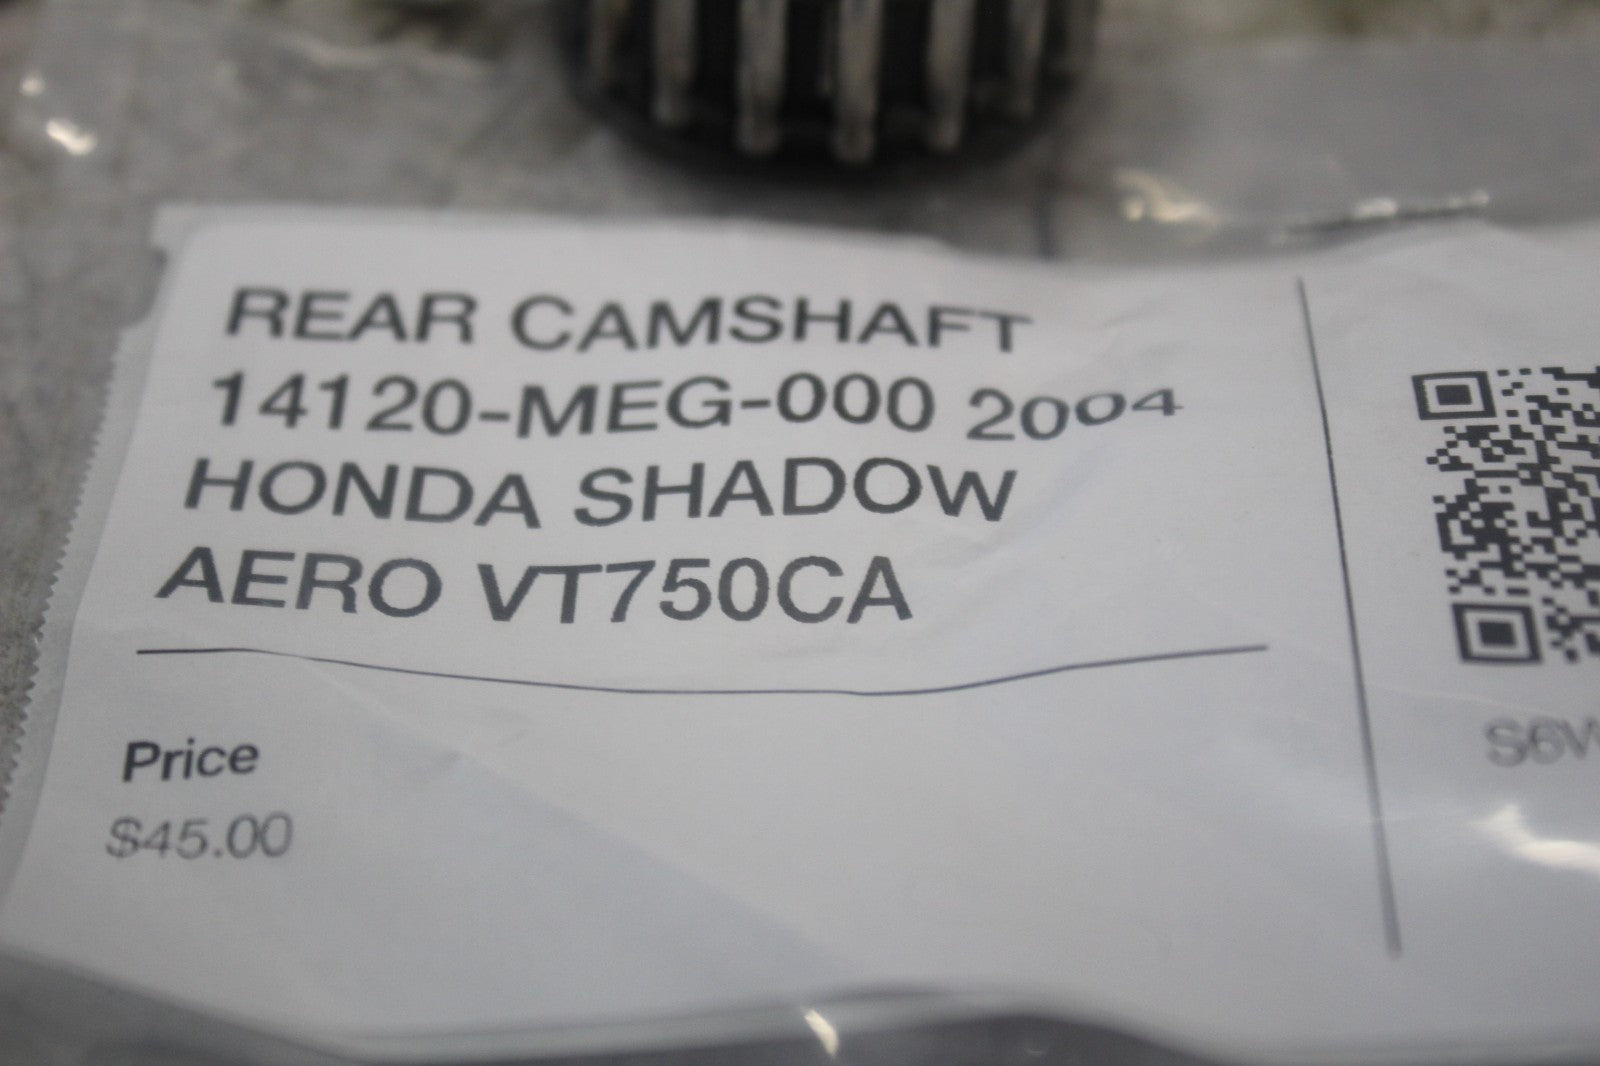 REAR CAMSHAFT
14120-MEG-000 2004
HONDA SHADOW
AERO VT750CA
Price
$45.00